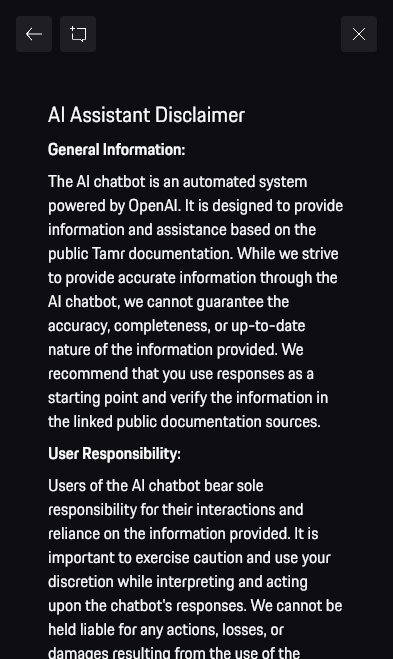 AI Assistant Disclaimer
General Information:
The AI chatbot is an automated system
powered by OpenAI. It is designed to provide
information and assistance based on the
public Tamr documentation. While we strive
to provide accurate information through the
AI chatbot, we cannot guarantee the
accuracy, completeness, or up-to-date
nature of the information provided. We
recommend that you use responses as a
starting point and verify the information in
the linked public documentation sources.
User Responsibility:
Users of the AI chatbot bear sole
responsibility for their interactions and
reliance on the information provided. It is
important to exercise caution and use your
discretion while interpreting and acting
upon the chatbot's responses. We cannot be
held liable for any actions, losses, or
damages resulting from the use of the